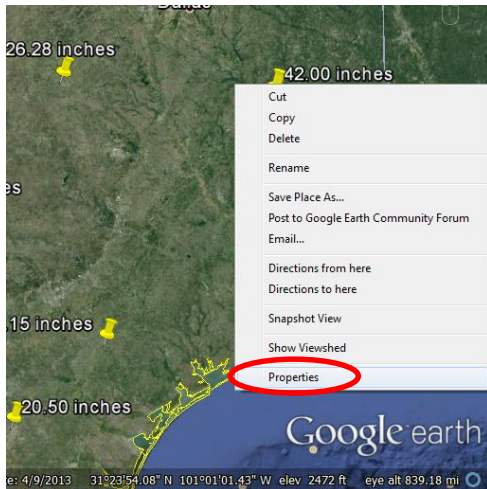 26.28 inches
42.00 inches
Cut
Copy
Delete
Rename
Save Place As...
Post to Google Earth Community Forum
Email...
Directions from here
Directions to here
Snapshot View
Show Viewshed
Properties
es
.15 inches
20.50 inches
Google earth
e: 4/9/2013 31°23'54.08" N 101°01'01.43" W elev 2472 ft eye alt 839.18 mi